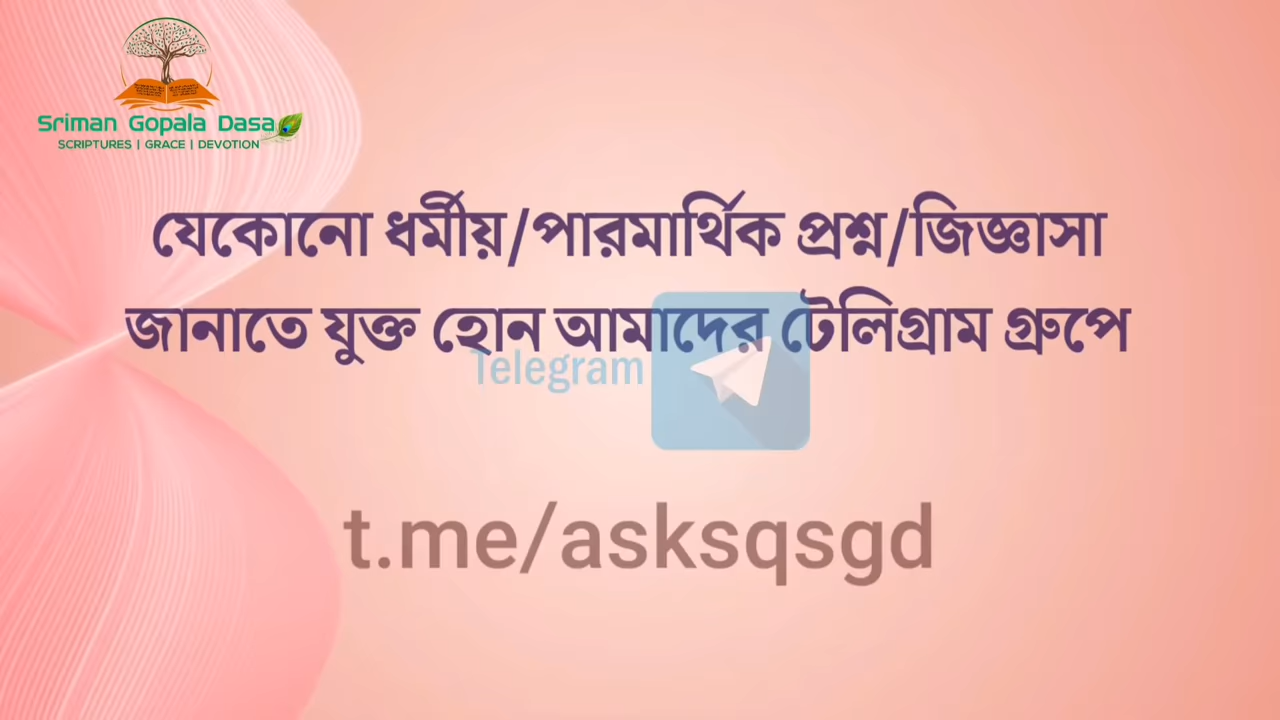 Sriman Gopala Dasa
SCRIPTURES | GRACE | DEVOTION
যেকোনো ধর্মীয়/পারমার্থিক প্রশ্ন/জিজ্ঞাসা
জানাতে যুক্ত হোন আমাদের টেলিগ্রাম গ্রুপে
Telegram
t.me/asksqsgd